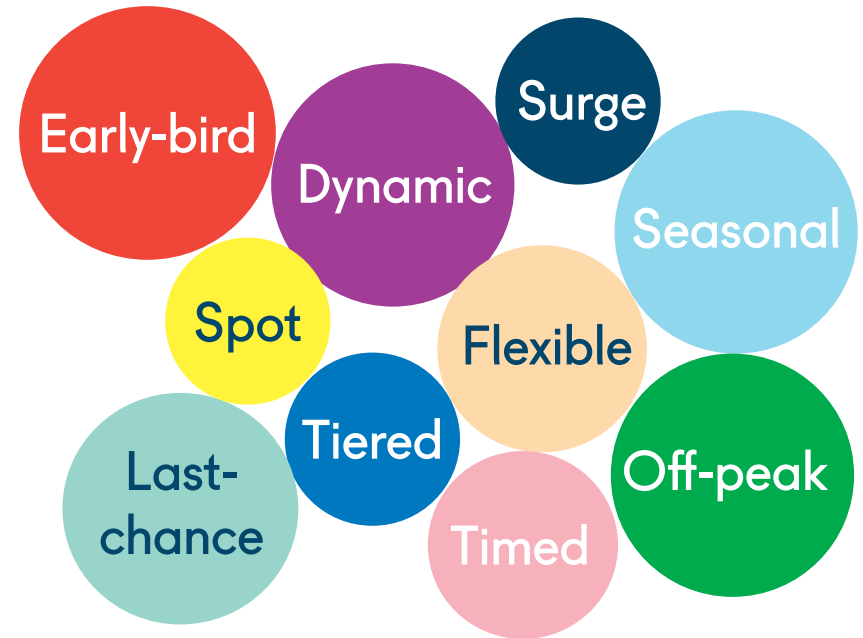 Early-bird
Dynamic
Surge
Seasonal
Spot
Flexible
Tiered
Last-
chance
Timed
Off-peak